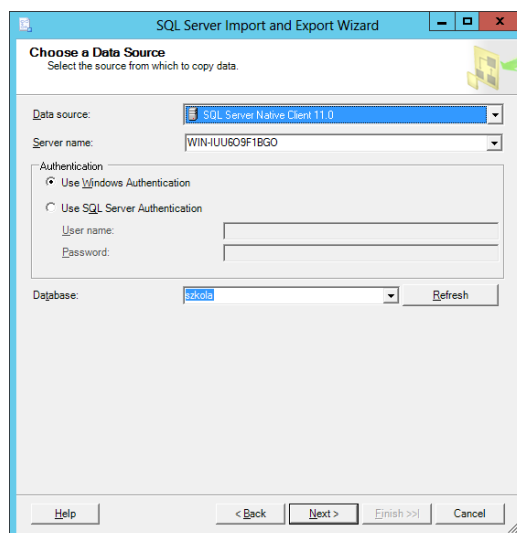 SQL Server Import and Export Wizard
Choose a Data Source
Select the source from which to copy data.
Data source: SQL Server Native Client 11.0
Server name: WIN-IUU6O9F1BGO
Authentication
Use Windows Authentication
Use SQL Server Authentication
User name:
Password:
Database: szkola Refresh
Help < Back Next > Finish >>| Cancel